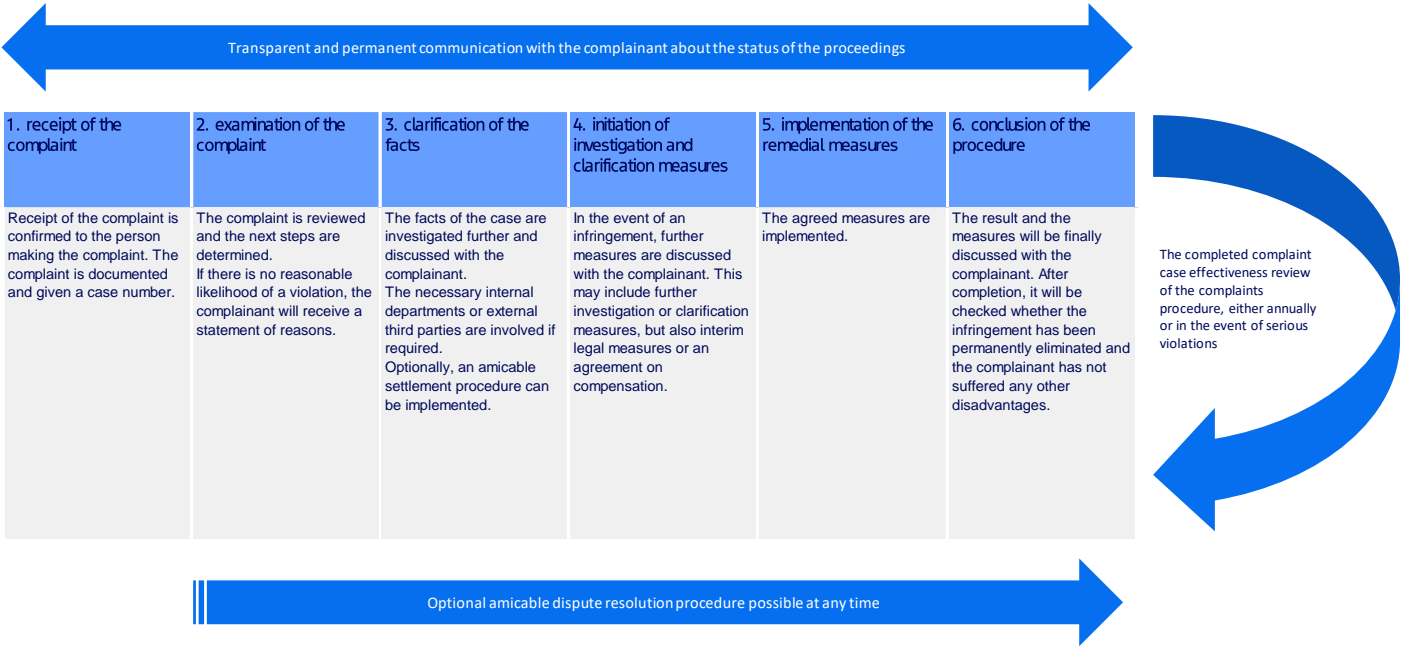 Transparent and permanent communication with the complainant about the status of the proceedings
1. receipt of the
complaint
2. examination of the
complaint
3. clarification of the
facts
4. initiation of
investigation and
clarification measures
5. implementation of the
remedial measures
6. conclusion of the
procedure
Receipt of the complaint is
confirmed to the person
making the complaint. The
complaint is documented
and given a case number.
The complaint is reviewed
and the next steps are
determined.
If there is no reasonable
likelihood of a violation, the
complainant will receive a
statement of reasons.
The facts of the case are
investigated further and
discussed with the
complainant.
The necessary internal
departments or external
third parties are involved if
required.
Optionally, an amicable
settlement procedure can
be implemented.
In the event of an
infringement, further
measures are discussed
with the complainant. This
may include further
investigation or clarification
measures, but also interim
legal measures or an
agreement on
compensation.
The agreed measures are
implemented.
The result and the
measures will be finally
discussed with the
complainant. After
completion, it will be
checked whether the
infringement has been
permanently eliminated and
the complainant has not
suffered any other
disadvantages.
The completed complaint
case effectiveness review
of the complaints
procedure, either annually
or in the event of serious
violations
Optional amicable dispute resolution procedure possible at any time